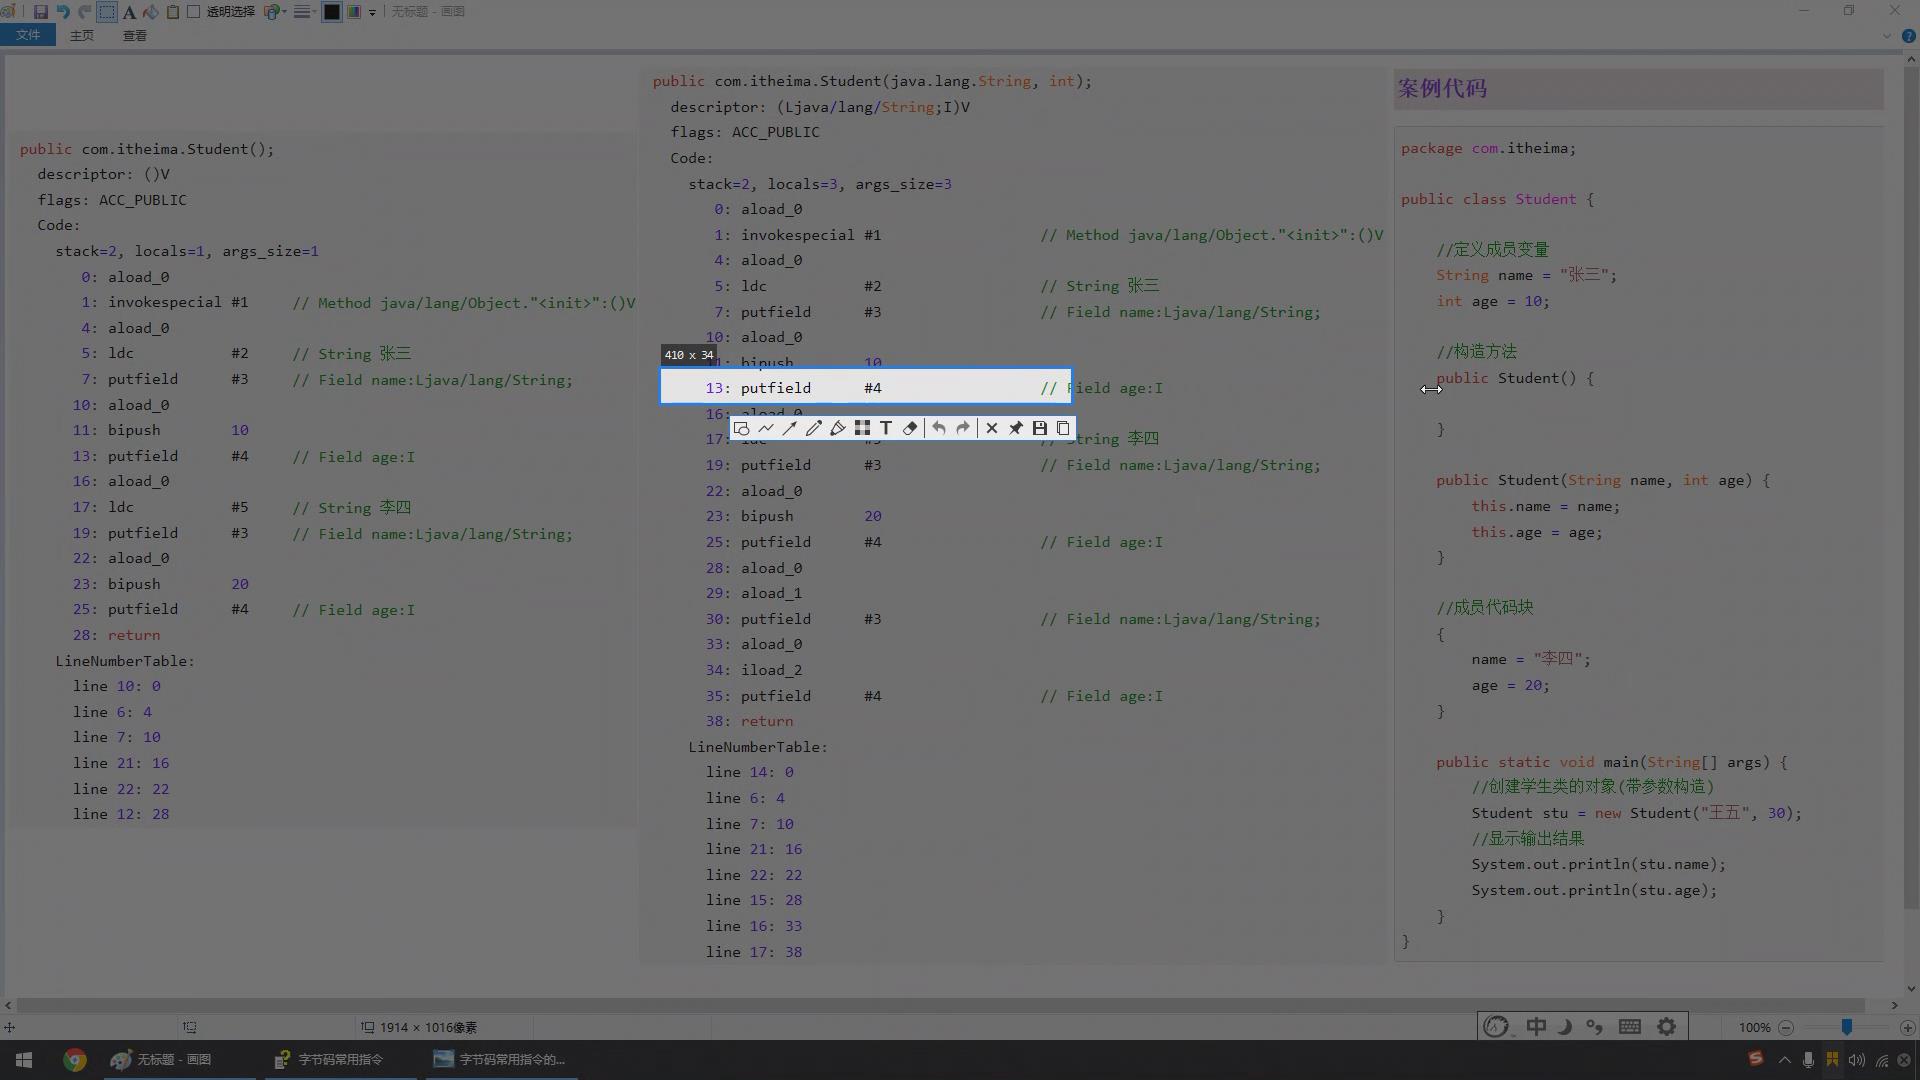 透明选择
无标题 - 画图
文件
主页
查看
public com.itheima.Student();
descriptor: ()V
flags: ACC_PUBLIC
Code:
stack=2, locals=1, args_size=1
0: aload_0
1: invokespecial #1 // Method java/lang/Object."<init>":()V
4: aload_0
5: ldc #2 // String 张三
7: putfield #3 // Field name:Ljava/lang/String;
10: aload_0
11: bipush 10
13: putfield #4 // Field age:I
16: aload_0
17: ldc #5 // String 李四
19: putfield #3 // Field name:Ljava/lang/String;
22: aload_0
23: bipush 20
25: putfield #4 // Field age:I
28: return
LineNumberTable:
line 10: 0
line 6: 4
line 7: 10
line 21: 16
line 22: 22
line 12: 28
public com.itheima.Student(java.lang.String, int);
descriptor: (Ljava/lang/String;I)V
flags: ACC_PUBLIC
Code:
stack=2, locals=3, args_size=3
0: aload_0
1: invokespecial #1 // Method java/lang/Object."<init>":()V
4: aload_0
5: ldc #2 // String 张三
7: putfield #3 // Field name:Ljava/lang/String;
10: aload_0
410 x 34
bipush 10
13: putfield #4 // Field age:I
16: aload_0
17: // String 李四
19: putfield #3 // Field name:Ljava/lang/String;
22: aload_0
23: bipush 20
25: putfield #4 // Field age:I
28: aload_0
29: aload_1
30: putfield #3 // Field name:Ljava/lang/String;
33: aload_0
34: iload_2
35: putfield #4 // Field age:I
38: return
LineNumberTable:
line 14: 0
line 6: 4
line 7: 10
line 21: 16
line 22: 22
line 15: 28
line 16: 33
line 17: 38
案例代码
package com.itheima;
public class Student {
//定义成员变量
String name = "张三";
int age = 10;
//构造方法
public Student() {
}
public Student(String name, int age) {
this.name = name;
this.age = age;
}
//成员代码块
{
name = "李四";
age = 20;
}
public static void main(String[] args) {
//创建学生类的对象(带参数构造)
Student stu = new Student("王五", 30);
//显示输出结果
System.out.println(stu.name);
System.out.println(stu.age);
}
}
1914 × 1016像素
中
100%
无标题 - 画图
字节码常用指令
字节码常用指令的...